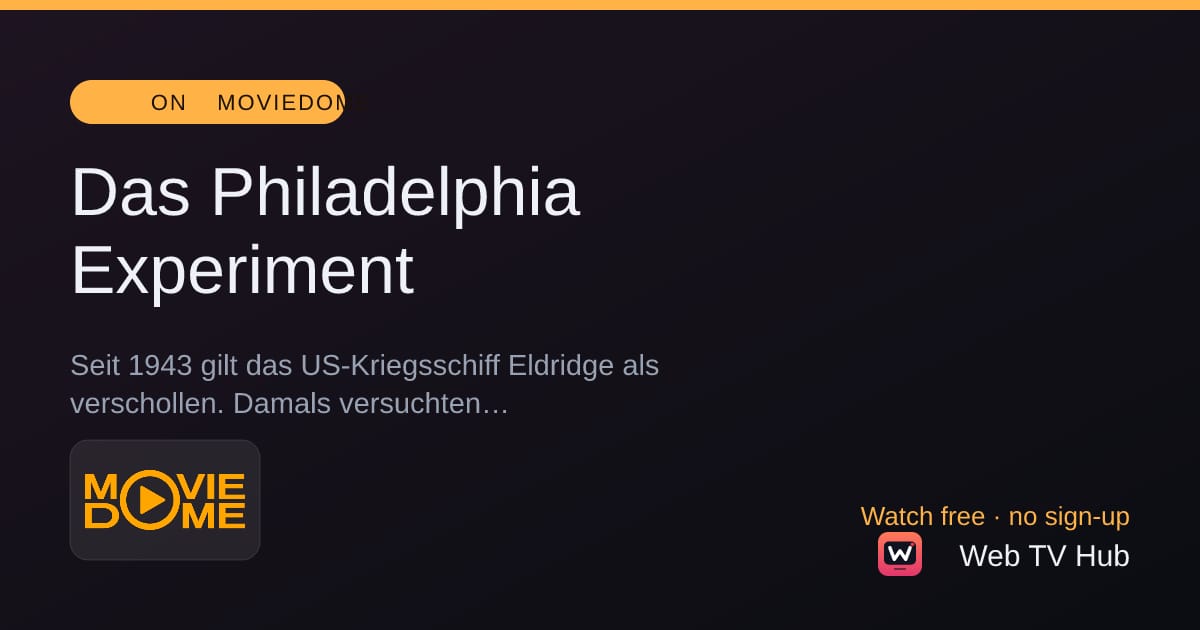 ON MOVIEDOME
Das Philadelphia
Experiment
Seit 1943 gilt das US-Kriegsschiff Eldridge als
verschollen. Damals versuchten…
MOVIE
DOME
Watch free · no sign-up
W
Web TV Hub